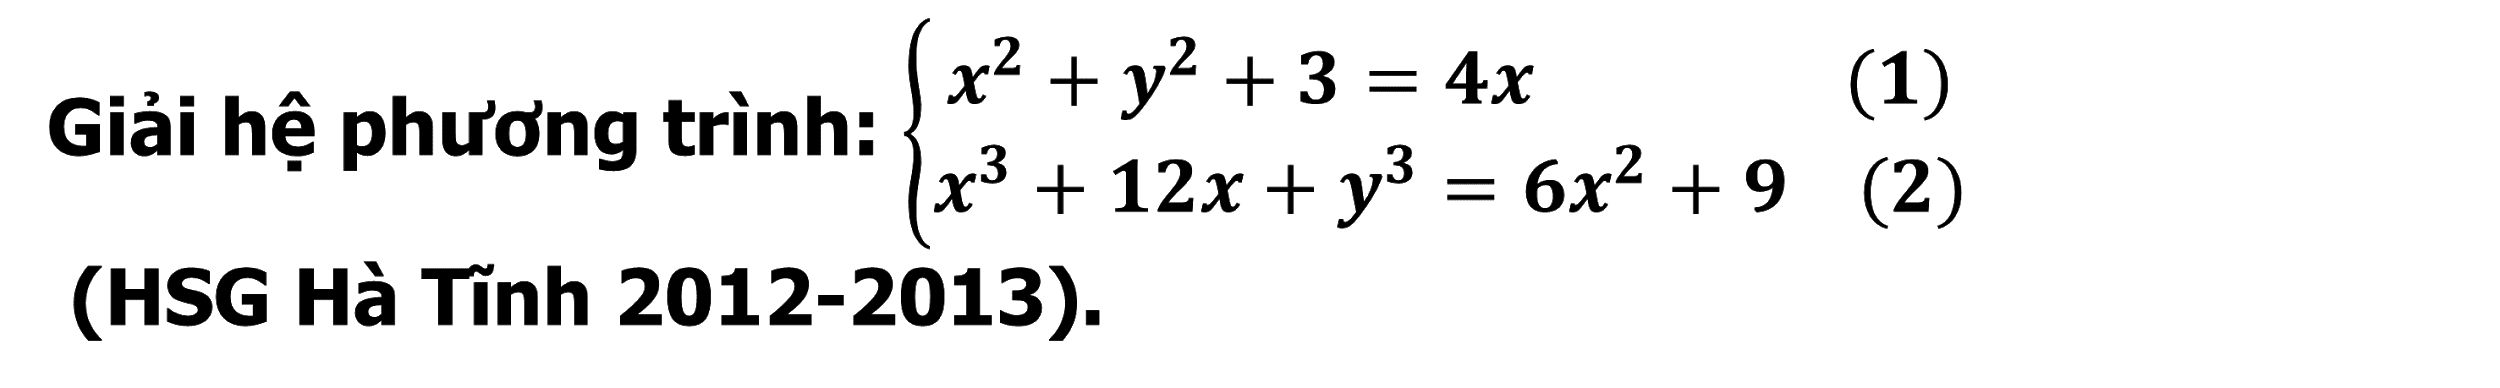 Giải hệ phương trình: { x² + y² + 3 = 4x (1)
x³ + 12x + y³ = 6x² + 9 (2)
(HSG Hà Tĩnh 2012-2013).